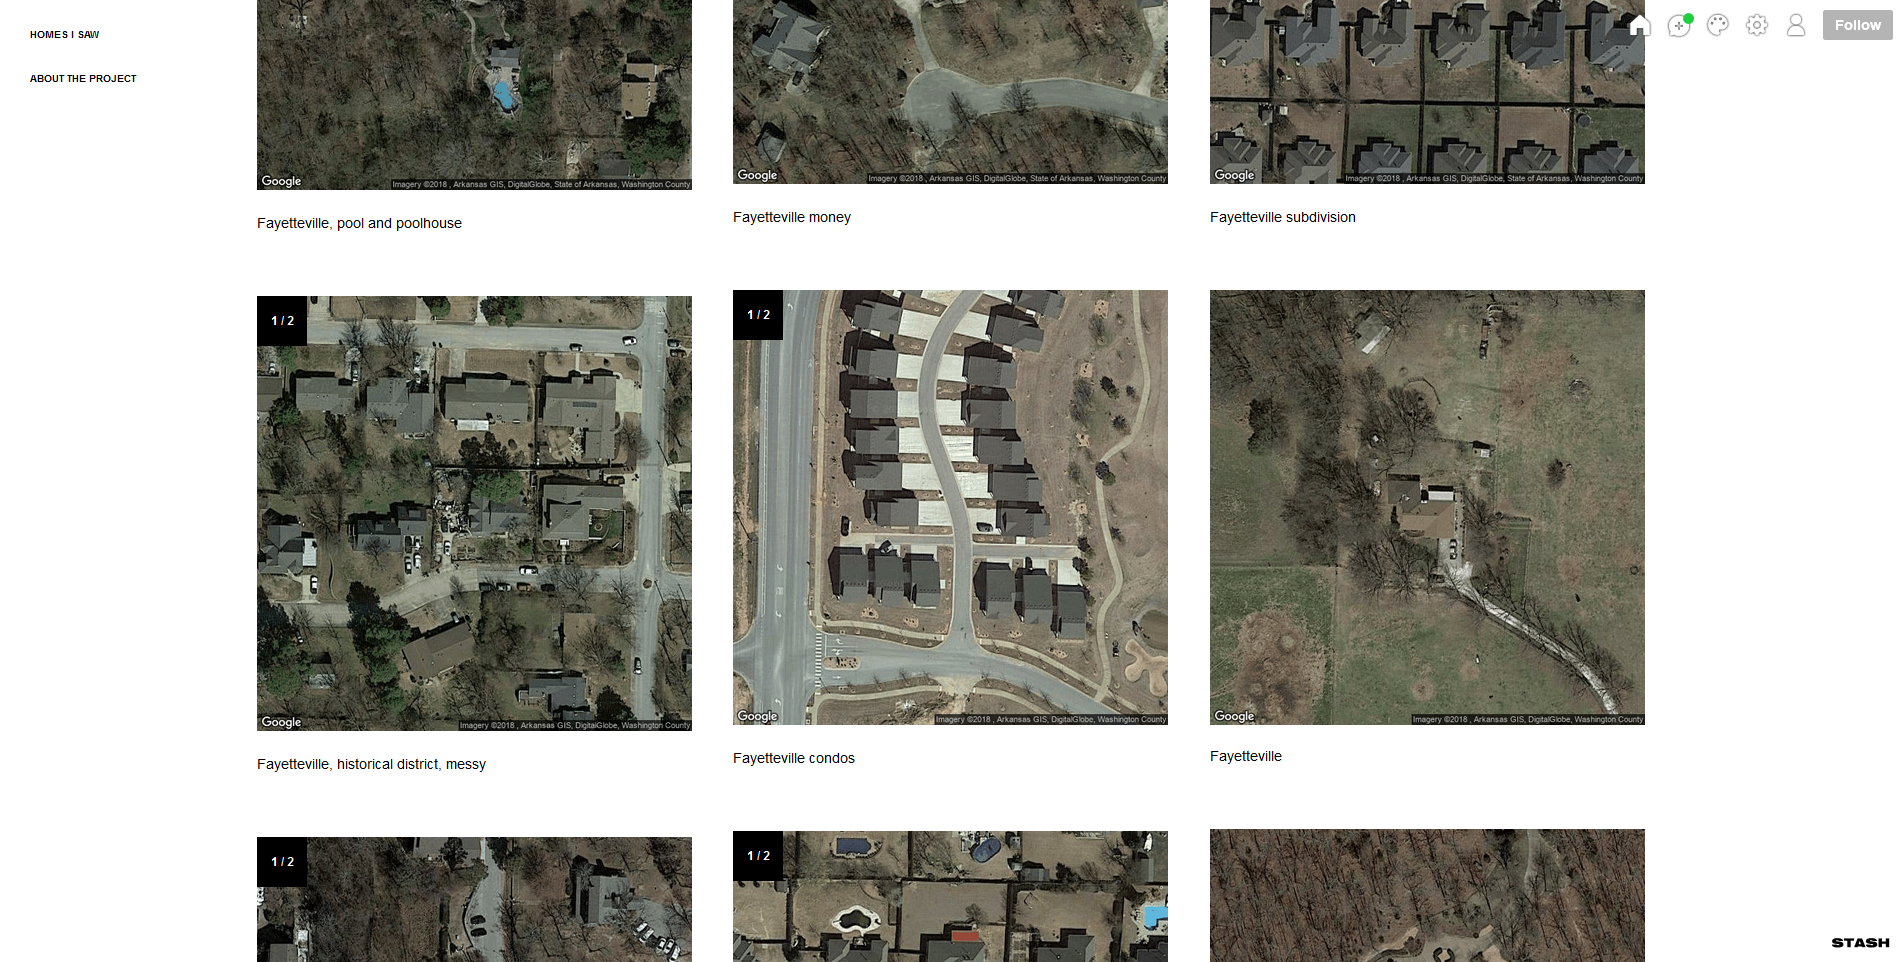 HOMES I SAW
ABOUT THE PROJECT
Follow
Google
Imagery ©2018 , Arkansas GIS, DigitalGlobe, State of Arkansas, Washington County
Google
Imagery ©2018 , Arkansas GIS, DigitalGlobe, State of Arkansas, Washington County
Google
Imagery ©2018 , Arkansas GIS, DigitalGlobe, State of Arkansas, Washington County
Fayetteville, pool and poolhouse
Fayetteville money
Fayetteville subdivision
1 / 2
1 / 2
Google
Imagery ©2018 , Arkansas GIS, DigitalGlobe, Washington County
Google
Imagery ©2018 , Arkansas GIS, DigitalGlobe, Washington County
Google
Imagery ©2018 , Arkansas GIS, DigitalGlobe, Washington County
Fayetteville, historical district, messy
Fayetteville condos
Fayetteville
1 / 2
1 / 2
STASH